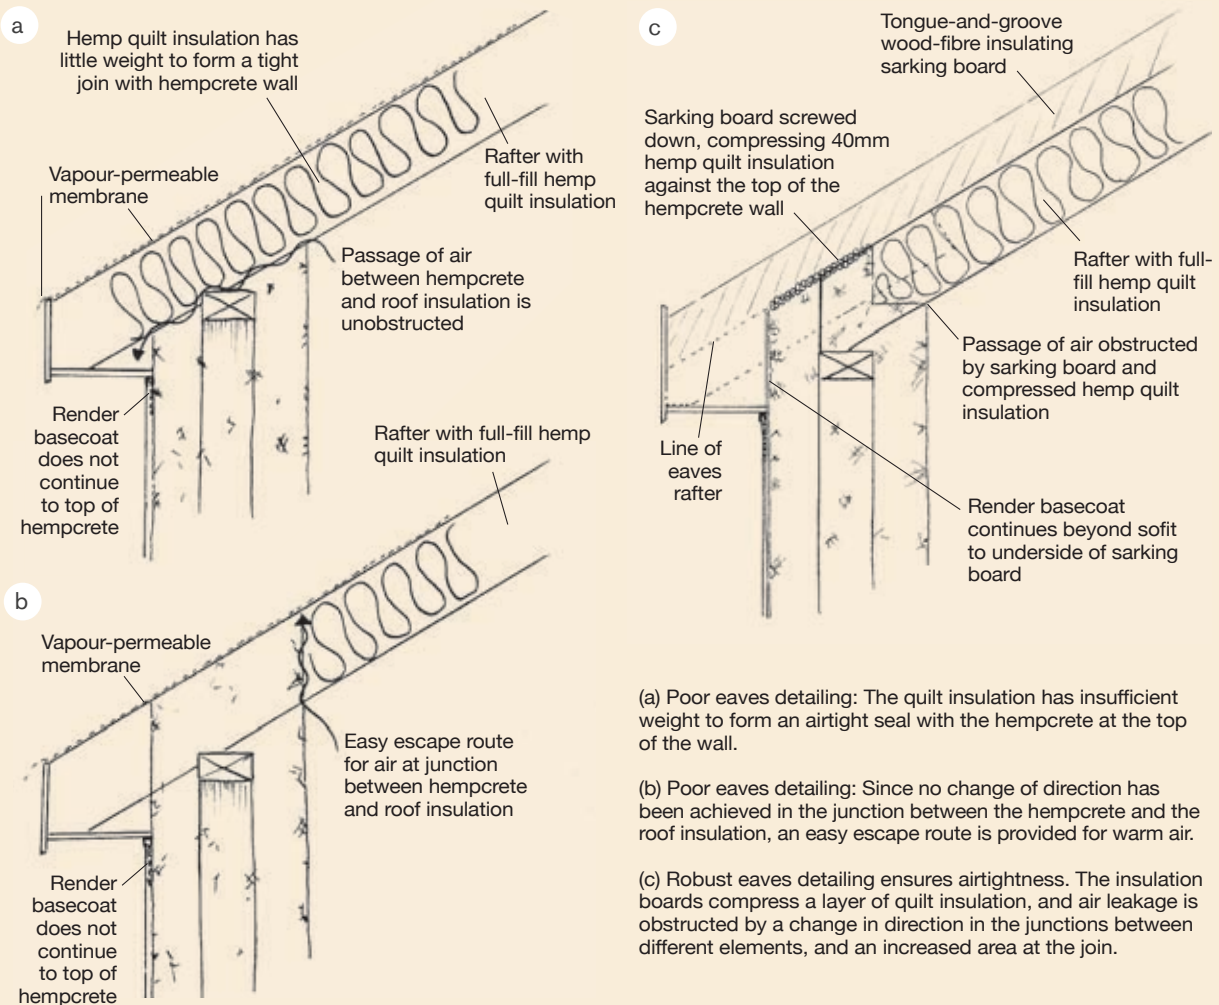 a
Hemp quilt insulation has
little weight to form a tight
join with hempcrete wall
Vapour-permeable
membrane
Rafter with
full-fill hemp
quilt insulation
Passage of air
between hempcrete
and roof insulation is
unobstructed
Render
basecoat
does not
continue
to top of
hempcrete
b
Rafter with full-fill hemp
quilt insulation
Vapour-permeable
membrane
Easy escape route
for air at junction
between hempcrete
and roof insulation
Render
basecoat
does not
continue
to top of
hempcrete
c
Tongue-and-groove
wood-fibre insulating
sarking board
Sarking board screwed
down, compressing 40mm
hemp quilt insulation
against the top of the
hempcrete wall
Rafter with full-
fill hemp quilt
insulation
Passage of air obstructed
by sarking board and
compressed hemp quilt
insulation
Line of
eaves
rafter
Render basecoat
continues beyond sofit
to underside of sarking
board
(a) Poor eaves detailing: The quilt insulation has insufficient
weight to form an airtight seal with the hempcrete at the top
of the wall.
(b) Poor eaves detailing: Since no change of direction has
been achieved in the junction between the hempcrete and the
roof insulation, an easy escape route is provided for warm air.
(c) Robust eaves detailing ensures airtightness. The insulation
boards compress a layer of quilt insulation, and air leakage is
obstructed by a change in direction in the junctions between
different elements, and an increased area at the join.